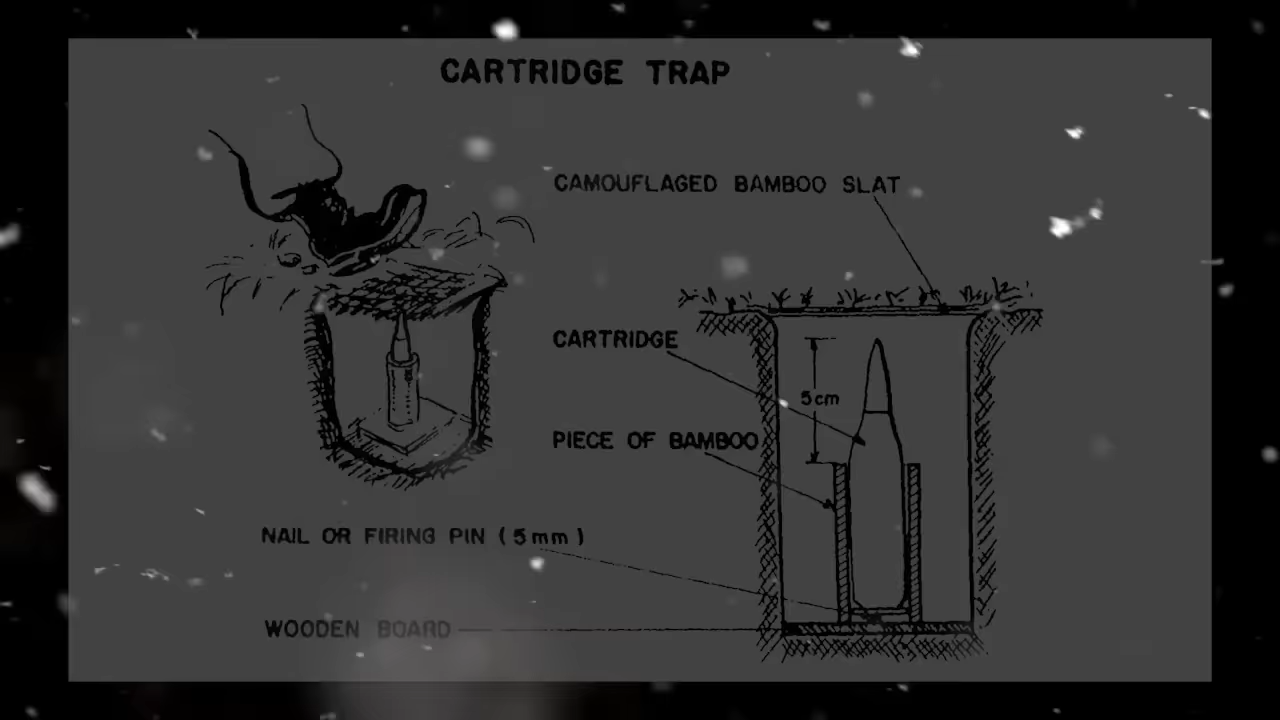 CARTRIDGE TRAP
CAMOUFLAGED BAMBOO SLAT
CARTRIDGE
5cm
PIECE OF BAMBOO
NAIL OR FIRING PIN (5mm)
WOODEN BOARD